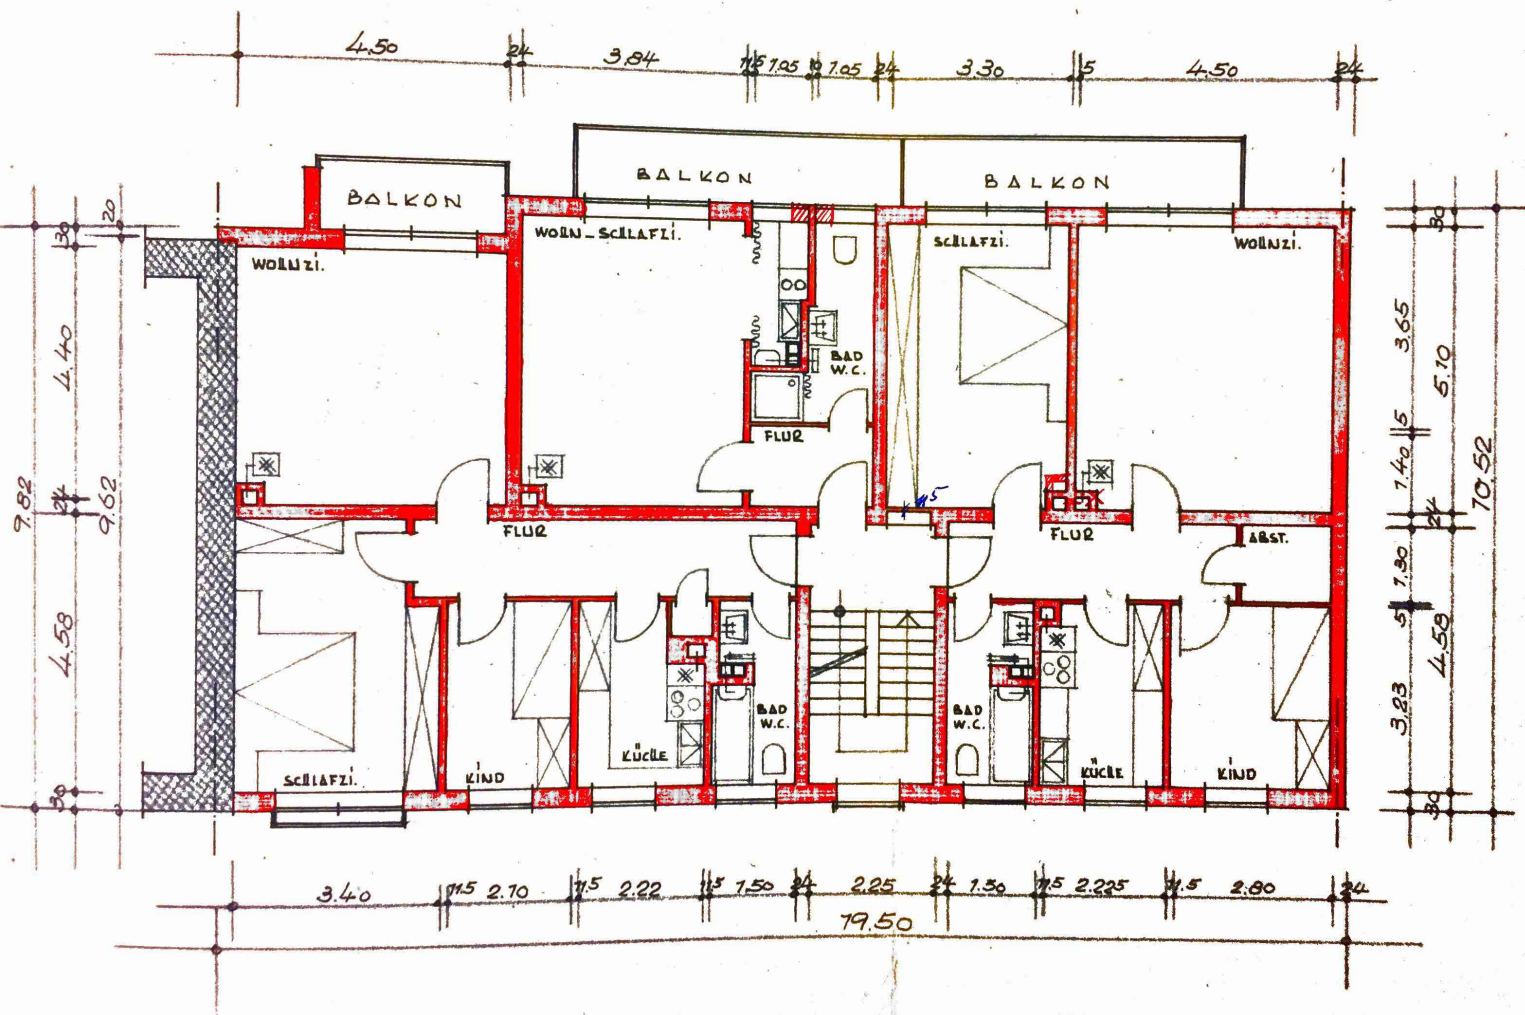 4.50 24 3.84 11.5 1.05 10 1.05 24 3.30 5 4.50 24
BALKON
BALKON
BALKON
WOHNZI.
WOHN-SCHLAFZI.
SCHLAFZI.
WOHNZI.
BAD
W.C.
FLUR
11.5
FLUR
FLUR
ABST.
SCHLAFZI.
KIND
KÜCHE
BAD
W.C.
BAD
W.C.
KÜCHE
KIND
9.82
30
4.40
24
4.58
30
20
9.62
3.65
5
1.40
1.30
5
3.23
30
5.10
24
4.58
30
10.52
3.40 11.5 2.70 11.5 2.22 11.5 1.50 24 2.25 24 1.50 11.5 2.225 11.5 2.80 24
19.50